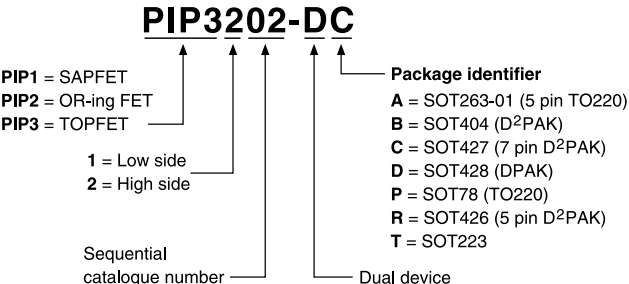 PIP3202-DC
PIP1 = SAPFET
PIP2 = OR-ing FET
PIP3 = TOPFET
1 = Low side
2 = High side
Sequential
catalogue number
Dual device
Package identifier
A = SOT263-01 (5 pin TO220)
B = SOT404 (D²PAK)
C = SOT427 (7 pin D²PAK)
D = SOT428 (DPAK)
P = SOT78 (TO220)
R = SOT426 (5 pin D²PAK)
T = SOT223